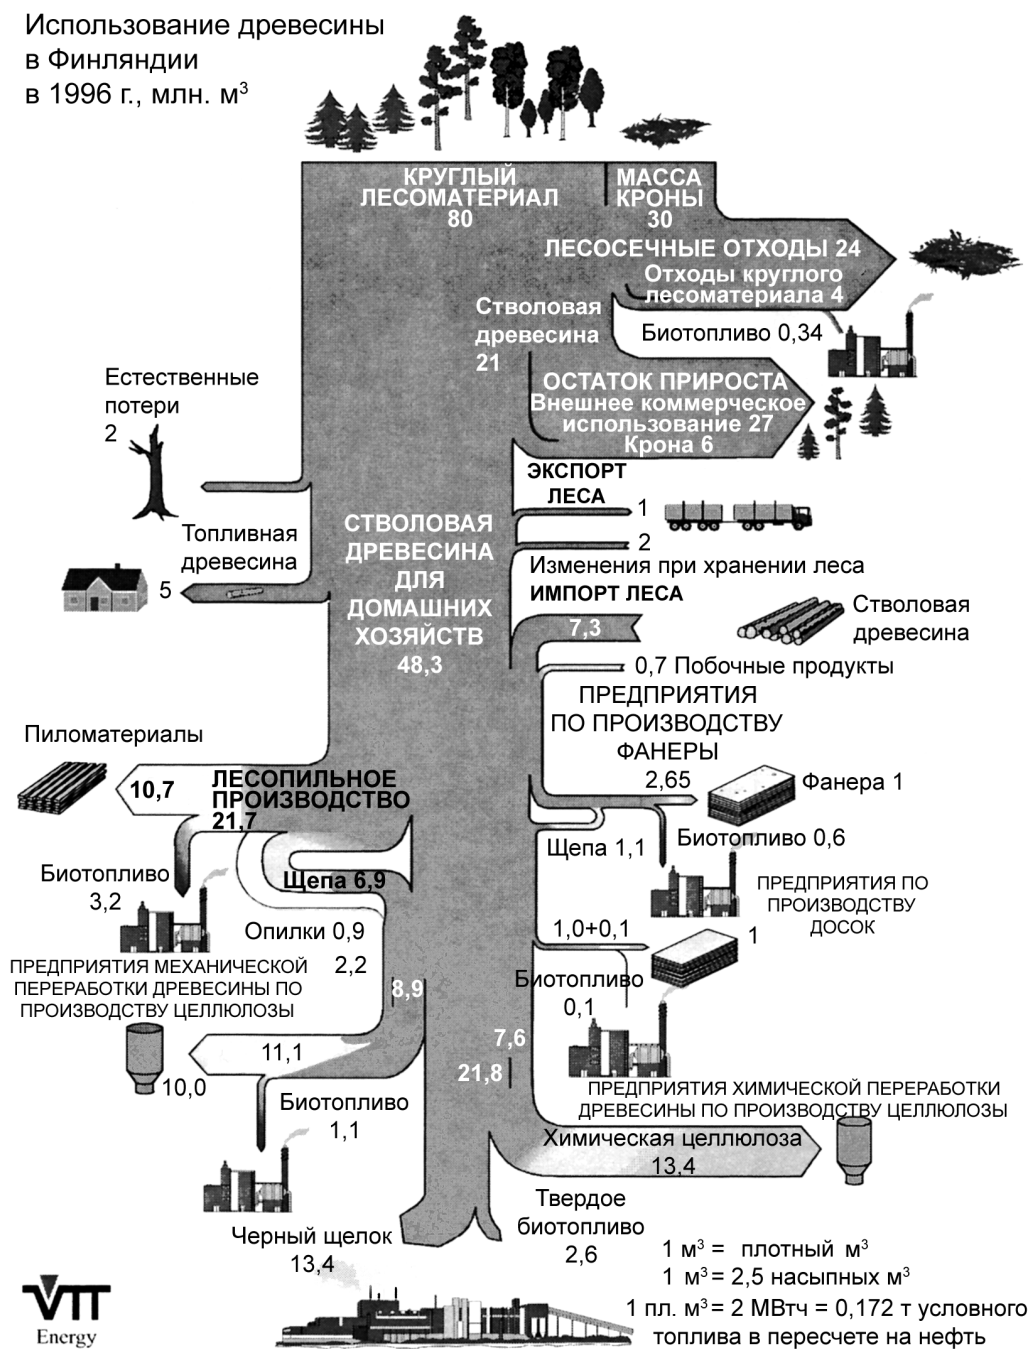 Использование древесины
в Финляндии
в 1996 г., млн. м³
КРУГЛЫЙ
ЛЕСОМАТЕРИАЛ
80
МАССА
КРОНЫ
30
ЛЕСОСЕЧНЫЕ ОТХОДЫ 24
Отходы круглого
лесоматериала 4
Стволовая
древесина
21
Биотопливо 0,34
ОСТАТОК ПРИРОСТА
Внешнее коммерческое
использование 27
Крона 6
Естественные
потери
2
ЭКСПОРТ
ЛЕСА
1
2
Изменения при хранении леса
Топливная
древесина
5
СТВОЛОВАЯ
ДРЕВЕСИНА
ДЛЯ
ДОМАШНИХ
ХОЗЯЙСТВ
48,3
ИМПОРТ ЛЕСА
7,3
Стволовая
древесина
0,7 Побочные продукты
ПРЕДПРИЯТИЯ
ПО ПРОИЗВОДСТВУ
ФАНЕРЫ
2,65
Фанера 1
Пиломатериалы
10,7
ЛЕСОПИЛЬНОЕ
ПРОИЗВОДСТВО
21,7
Щепа 1,1
Биотопливо 0,6
Биотопливо
3,2
Щепа 6,9
ПРЕДПРИЯТИЯ ПО
ПРОИЗВОДСТВУ
ДОСОК
Опилки 0,9
2,2
1,0+0,1
1
ПРЕДПРИЯТИЯ МЕХАНИЧЕСКОЙ
ПЕРЕРАБОТКИ ДРЕВЕСИНЫ ПО
ПРОИЗВОДСТВУ ЦЕЛЛЮЛОЗЫ
8,9
Биотопливо
0,1
11,1
10,0
7,6
21,8
Биотопливо
1,1
ПРЕДПРИЯТИЯ ХИМИЧЕСКОЙ ПЕРЕРАБОТКИ
ДРЕВЕСИНЫ ПО ПРОИЗВОДСТВУ ЦЕЛЛЮЛОЗЫ
Химическая целлюлоза
13,4
Черный щелок
13,4
Твердое
биотопливо
2,6
1 м³ = плотный м³
1 м³ = 2,5 насыпных м³
1 пл. м³ = 2 МВтч = 0,172 т условного
топлива в пересчете на нефть
VTT
Energy